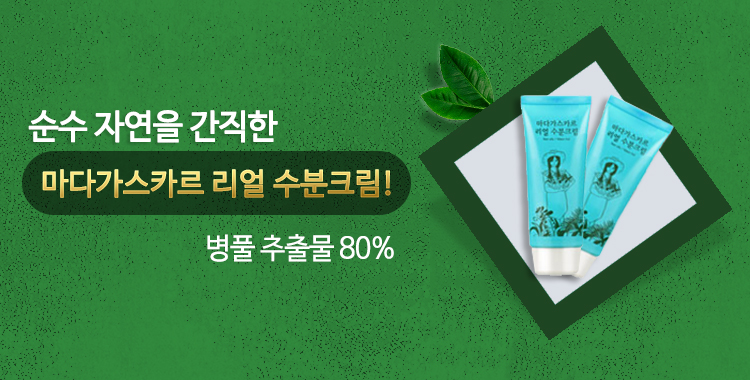 순수 자연을 간직한
마다가스카르 리얼 수분크림!
병풀 추출물 80%
마다가스카르
리얼 수분크림
마다가스카르
리얼 수분크림